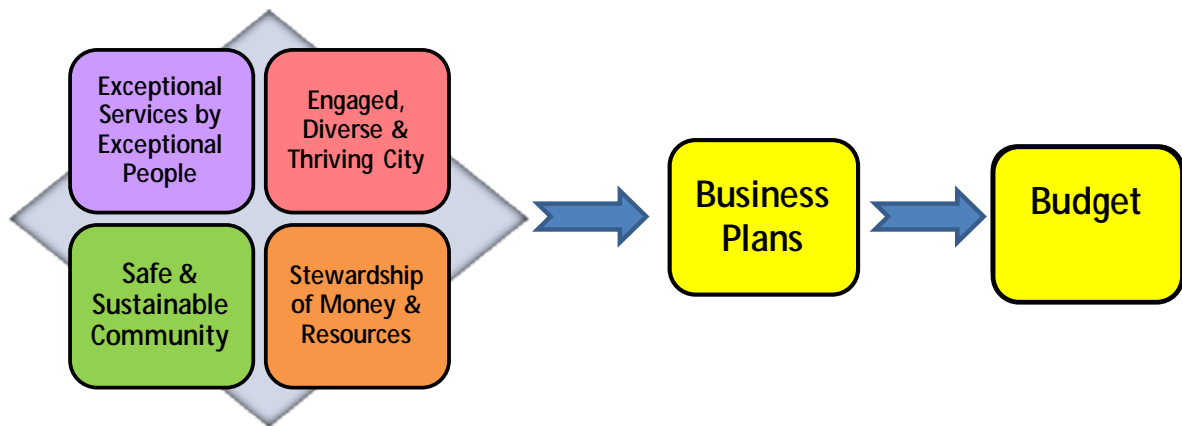 Exceptional
Services by
Exceptional
People
Engaged,
Diverse &
Thriving City
Safe &
Sustainable
Community
Stewardship
of Money &
Resources
Business
Plans
Budget